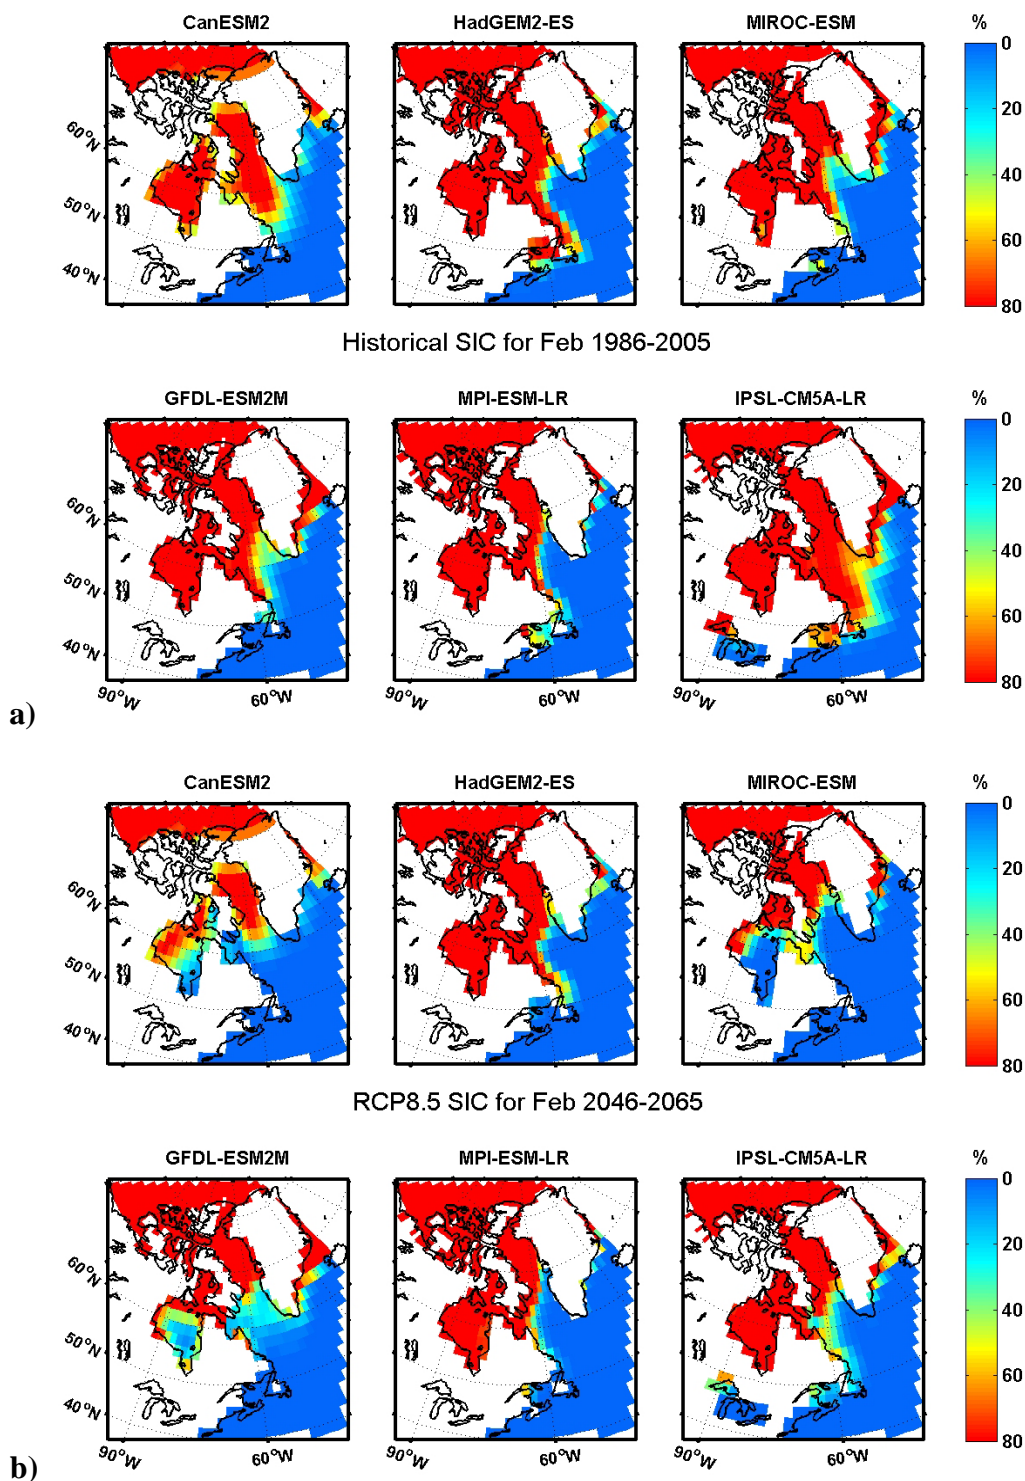 CanESM2 HadGEM2-ES MIROC-ESM %
0
20
40
60
80
60°N
50°N
40°N
Historical SIC for Feb 1986-2005
GFDL-ESM2M MPI-ESM-LR IPSL-CM5A-LR %
0
20
40
60
80
60°N
50°N
40°N
90°W 60°W 60°W
a)
CanESM2 HadGEM2-ES MIROC-ESM %
0
20
40
60
80
60°N
50°N
40°N
RCP8.5 SIC for Feb 2046-2065
GFDL-ESM2M MPI-ESM-LR IPSL-CM5A-LR %
0
20
40
60
80
60°N
50°N
40°N
90°W 60°W 60°W
b)